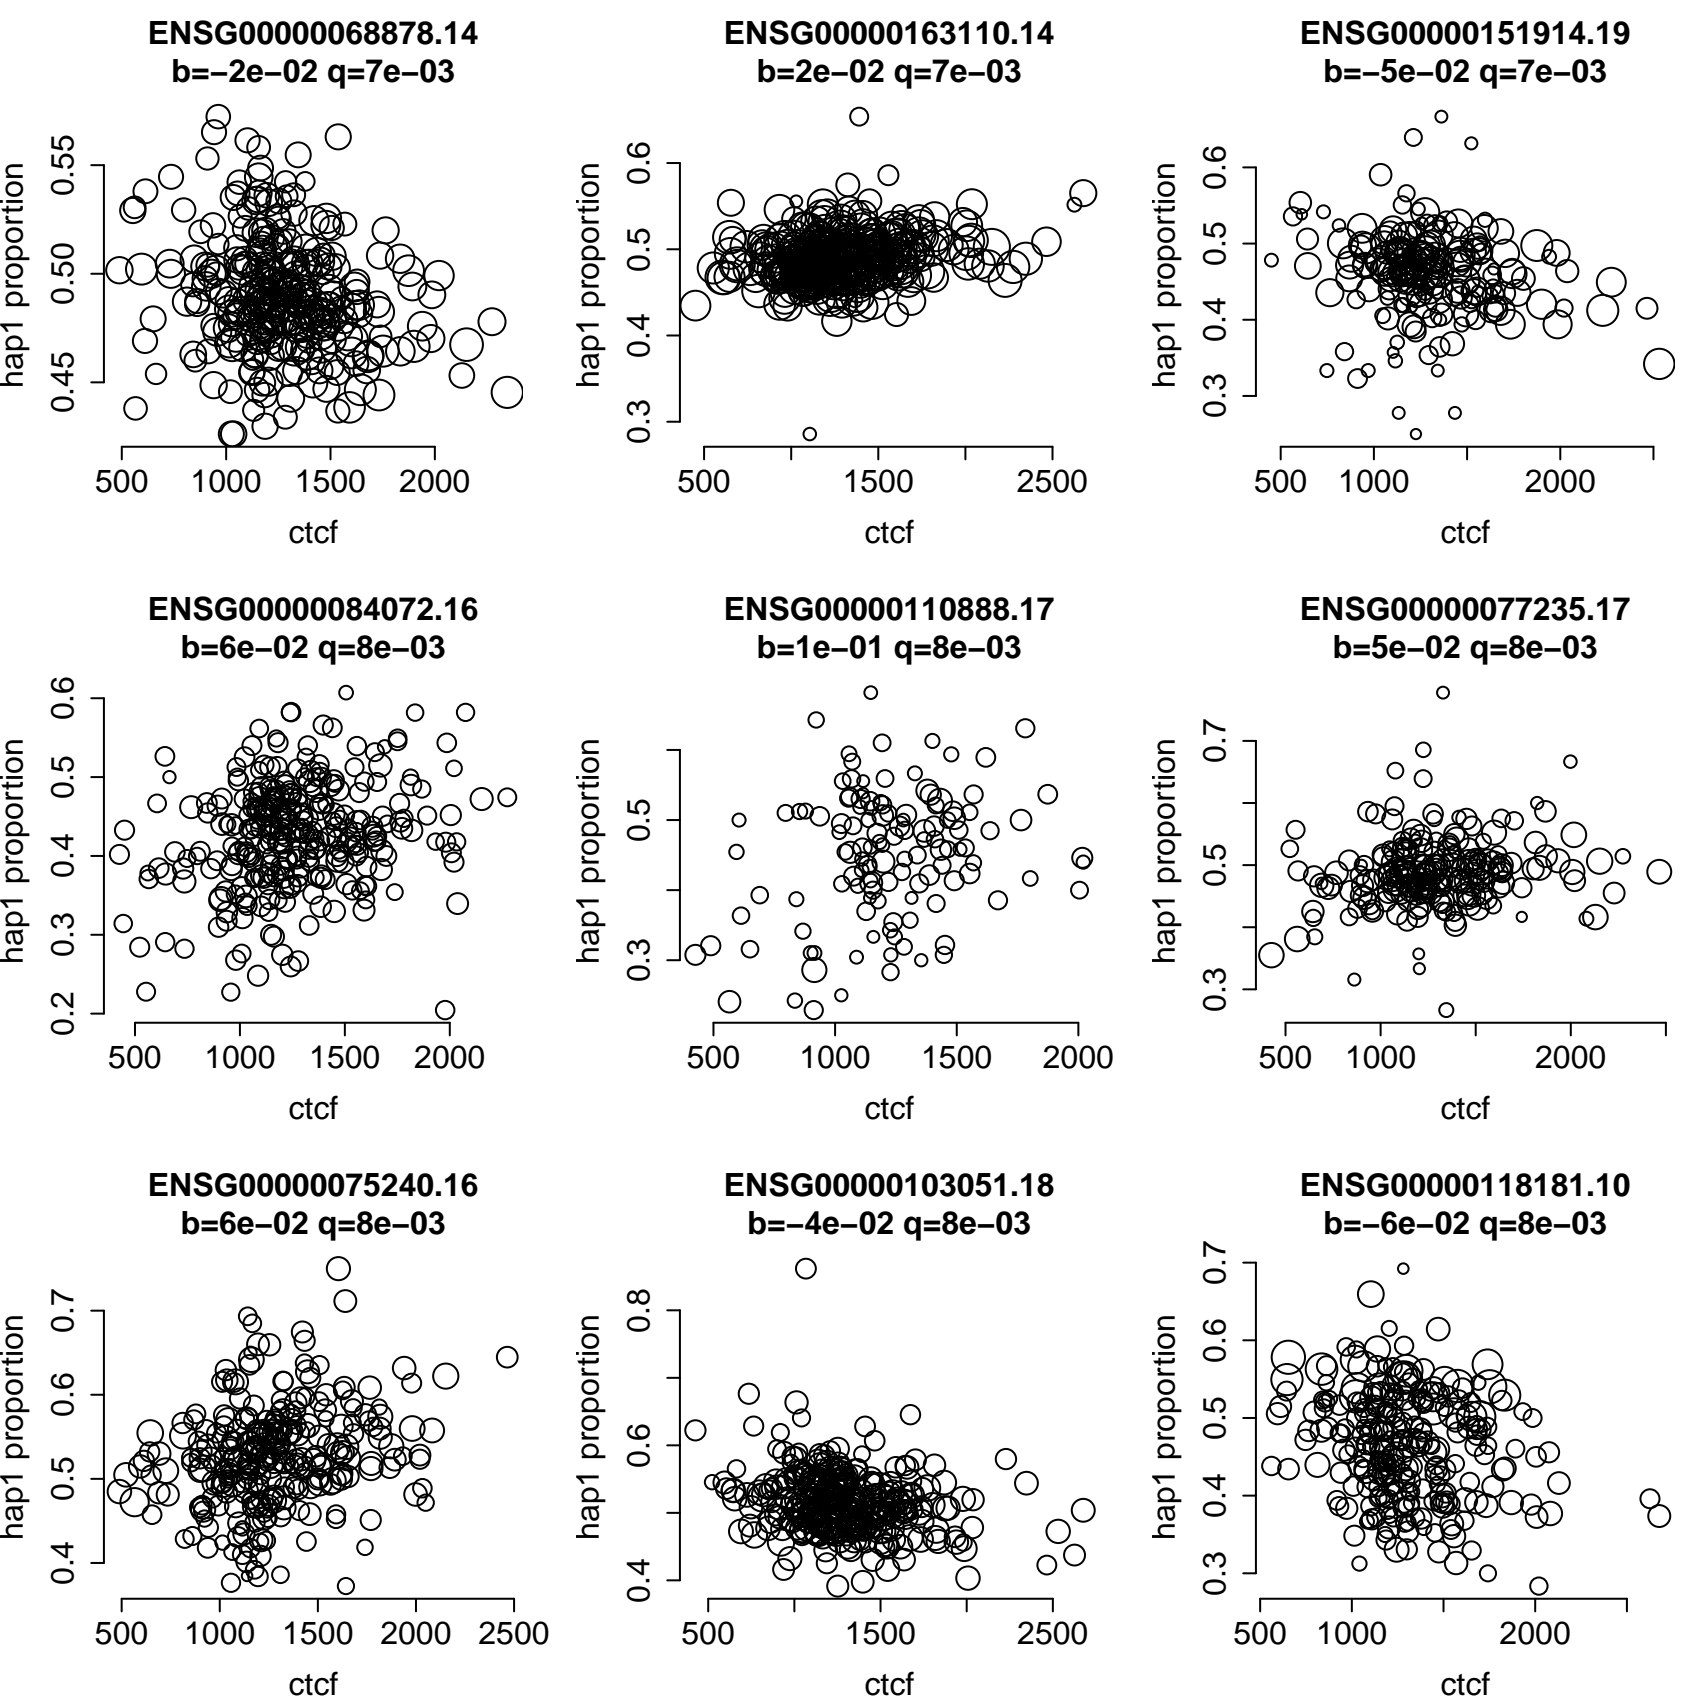 ENSG00000068878.14
b=−2e−02 q=7e−03
hap1 proportion
0.45 0.50 0.55
500 1000 1500 2000
ctcf
ENSG00000163110.14
b=2e−02 q=7e−03
hap1 proportion
0.3 0.4 0.5 0.6
500 1500 2500
ctcf
ENSG00000151914.19
b=−5e−02 q=7e−03
hap1 proportion
0.3 0.4 0.5 0.6
500 1000 2000
ctcf
ENSG00000084072.16
b=6e−02 q=8e−03
hap1 proportion
0.2 0.3 0.4 0.5 0.6
500 1000 1500 2000
ctcf
ENSG00000110888.17
b=1e−01 q=8e−03
hap1 proportion
0.3 0.5
500 1000 1500 2000
ctcf
ENSG00000077235.17
b=5e−02 q=8e−03
hap1 proportion
0.3 0.5 0.7
500 1000 2000
ctcf
ENSG00000075240.16
b=6e−02 q=8e−03
hap1 proportion
0.4 0.5 0.6 0.7
500 1000 1500 2000 2500
ctcf
ENSG00000103051.18
b=−4e−02 q=8e−03
hap1 proportion
0.4 0.6 0.8
500 1500 2500
ctcf
ENSG00000118181.10
b=−6e−02 q=8e−03
hap1 proportion
0.3 0.4 0.5 0.6 0.7
500 1000 2000
ctcf